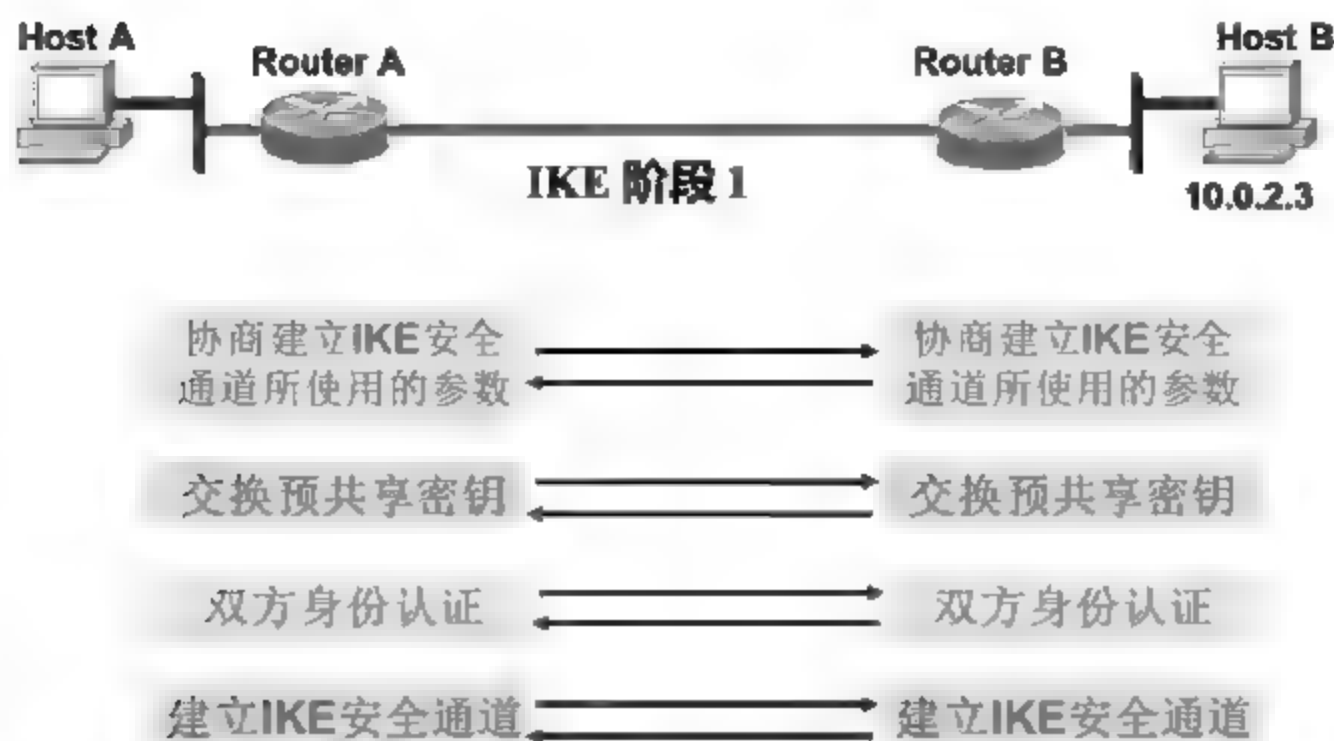 Host A
Router A
Router B
Host B
IKE 阶段 1
10.0.2.3
协商建立IKE安全
通道所使用的参数
协商建立IKE安全
通道所使用的参数
交换预共享密钥
交换预共享密钥
双方身份认证
双方身份认证
建立IKE安全通道
建立IKE安全通道